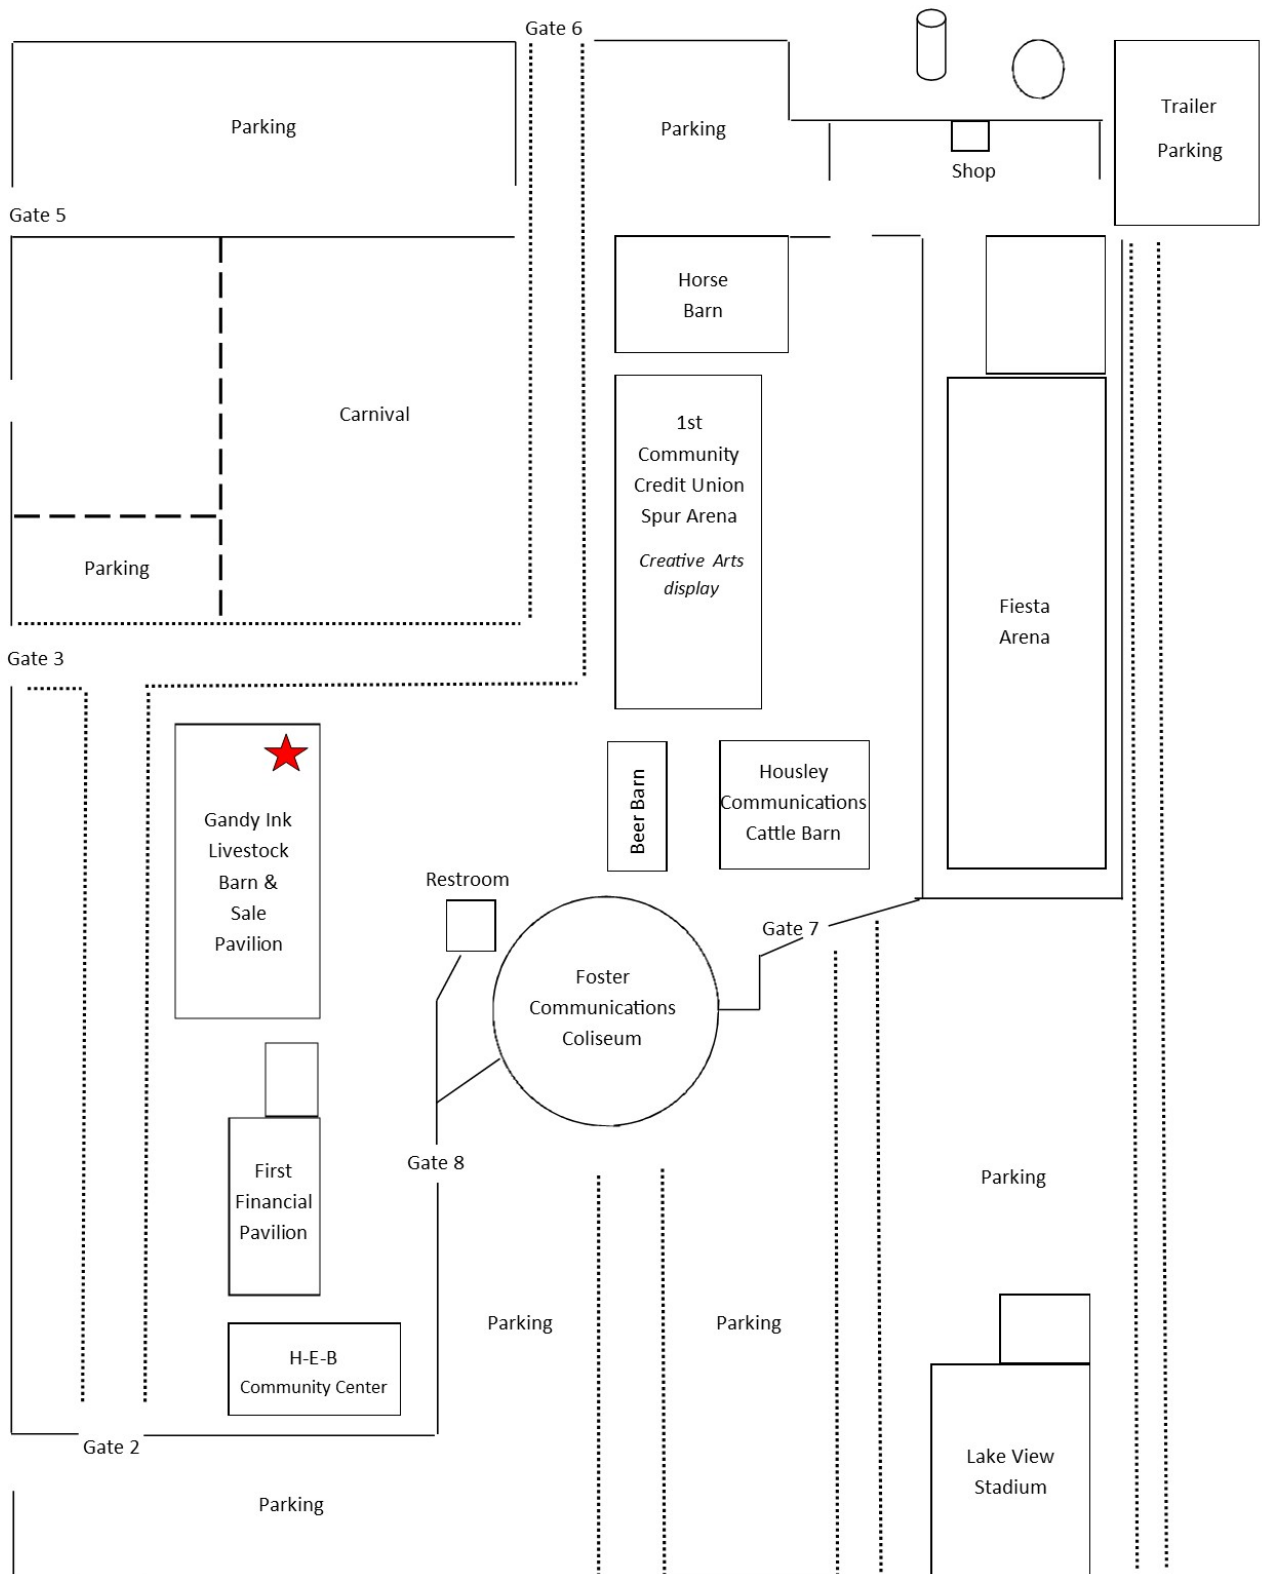 Gate 6
Parking
Parking
Trailer
Parking
Shop
Gate 5
Horse
Barn
Carnival
1st
Community
Credit Union
Spur Arena
Creative Arts
display
Parking
Fiesta
Arena
Gate 3
Gandy Ink
Livestock
Barn &
Sale
Pavilion
Beer Barn
Housley
Communications
Cattle Barn
Restroom
Gate 7
Foster
Communications
Coliseum
Gate 8
First
Financial
Pavilion
Parking
Parking
Parking
H-E-B
Community Center
Gate 2
Lake View
Stadium
Parking